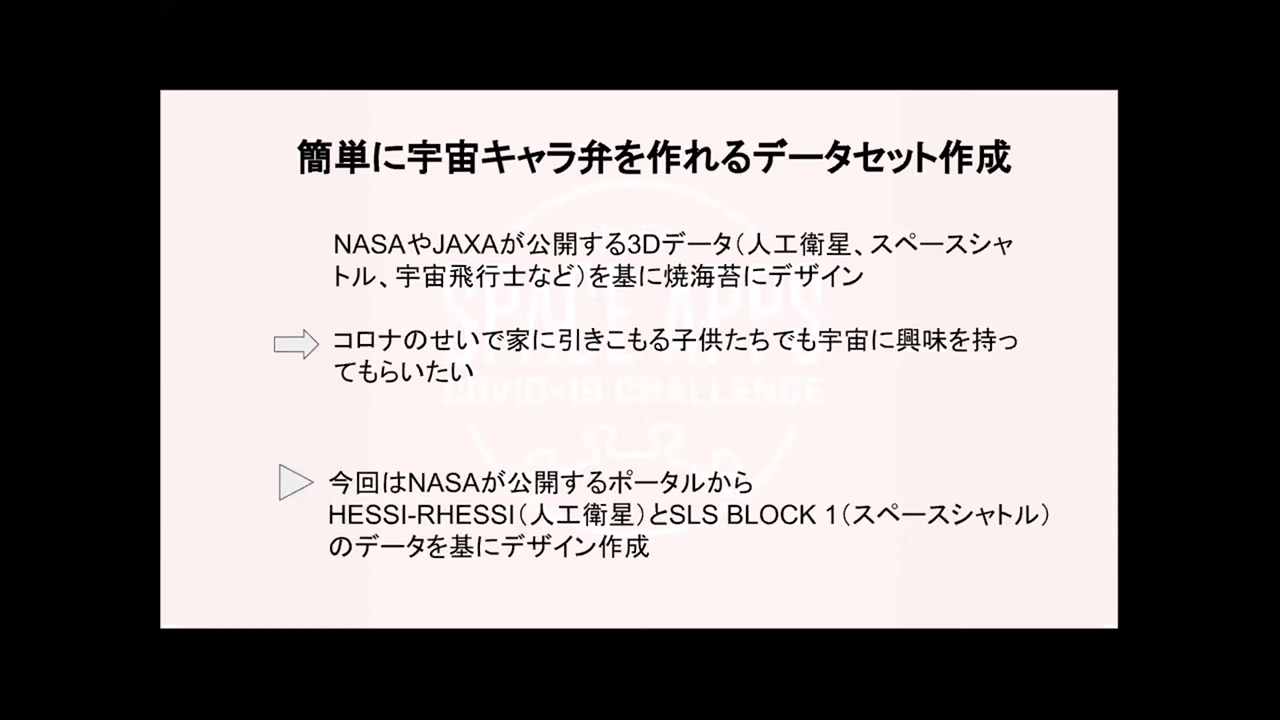 簡単に宇宙キャラ弁を作れるデータセット作成
NASAやJAXAが公開する3Dデータ（人工衛星、スペースシャ
トル、宇宙飛行士など）を基に焼海苔にデザイン
コロナのせいで家に引きこもる子供たちでも宇宙に興味を持っ
てもらいたい
SPACE APPS
COVID-19 CHALLENGE
今回はNASAが公開するポータルから
HESSI-RHESSI（人工衛星）とSLS BLOCK 1（スペースシャトル）
のデータを基にデザイン作成